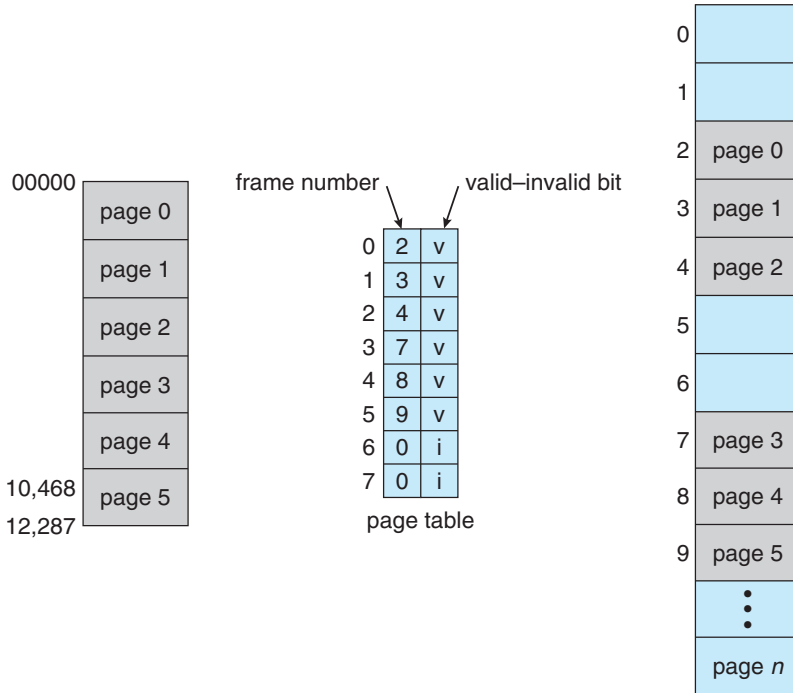 00000
page 0
page 1
page 2
page 3
page 4
page 5
10,468
12,287
frame number
valid–invalid bit
0 2 v
1 3 v
2 4 v
3 7 v
4 8 v
5 9 v
6 0 i
7 0 i
page table
0
1
2 page 0
3 page 1
4 page 2
5
6
7 page 3
8 page 4
9 page 5
page n